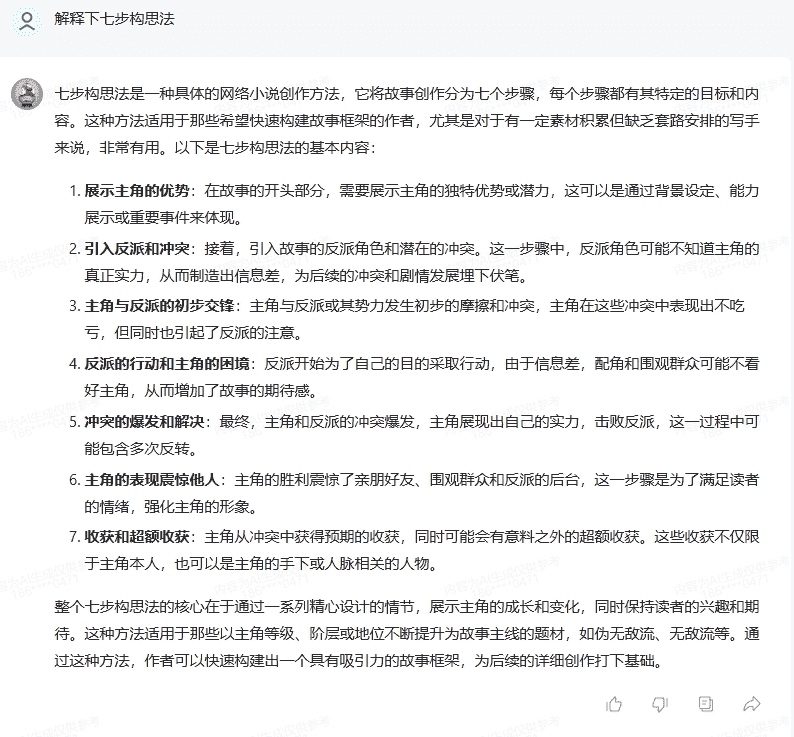 解释下七步构思法
七步构思法是一种具体的网络小说创作方法，它将故事创作分为七个步骤，每个步骤都有其特定的目标和内
容。这种方法适用于那些希望快速构建故事框架的作者，尤其是对于有一定素材积累但缺乏套路安排的写手
来说，非常有用。以下是七步构思法的基本内容：
1. 展示主角的优势：在故事的开头部分，需要展示主角的独特优势或潜力，这可以是通过背景设定、能力
展示或重要事件来体现。
2. 引入反派和冲突：接着，引入故事的反派角色和潜在的冲突。这一步骤中，反派角色可能不知道主角的
真正实力，从而制造出信息差，为后续的冲突和剧情发展埋下伏笔。
3. 主角与反派的初步交锋：主角与反派或其势力发生初步的摩擦和冲突，主角在这些冲突中表现出不吃
亏，但同时也引起了反派的注意。
4. 反派的行动和主角的困境：反派开始为了自己的目的采取行动，由于信息差，配角和围观群众可能不看
好主角，从而增加了故事的期待感。
5. 冲突的爆发和解决：最终，主角和反派的冲突爆发，主角展现出自己的实力，击败反派，这一过程中可
能包含多次反转。
6. 主角的表现震惊他人：主角的胜利震惊了亲朋好友、围观群众和反派的后台，这一步骤是为了满足读者
的情绪，强化主角的形象。
7. 收获和超额收获：主角从冲突中获得预期的收获，同时可能会有意料之外的超额收获。这些收获不仅限
于主角本人，也可以是主角的手下或人脉相关的人物。
整个七步构思法的核心在于通过一系列精心设计的情节，展示主角的成长和变化，同时保持读者的兴趣和期
待。这种方法适用于那些以主角等级、阶层或地位不断提升为故事主线的题材，如伪无敌流、无敌流等。通
过这种方法，作者可以快速构建出一个具有吸引力的故事框架，为后续的详细创作打下基础。